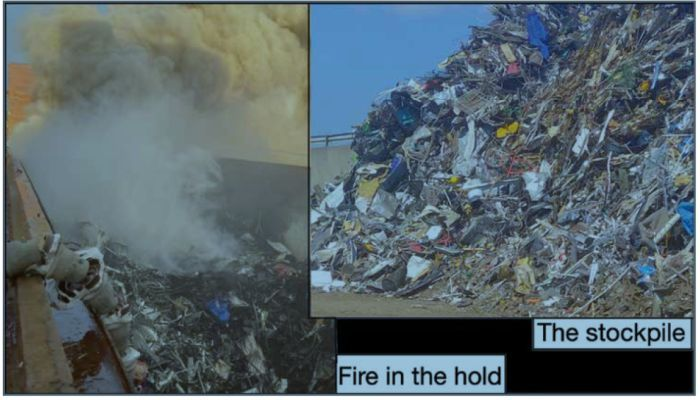 The stockpile
Fire in the hold